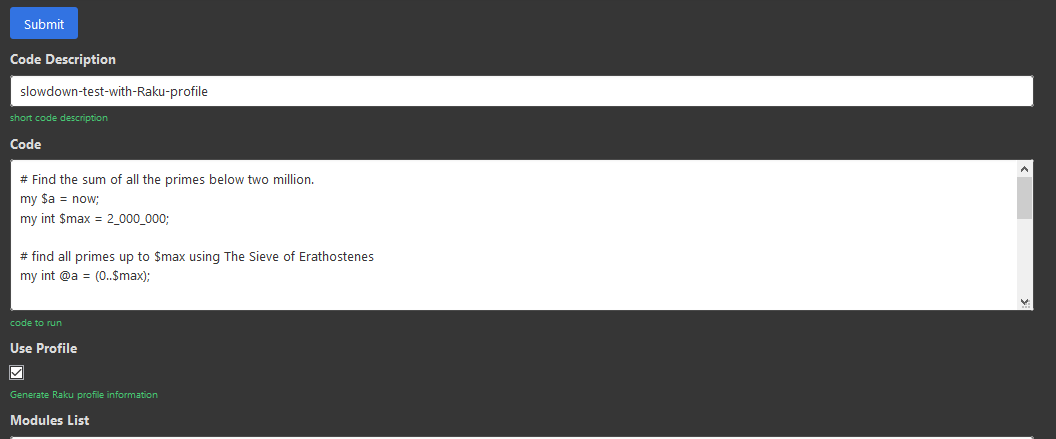 Submit
Code Description
slowdown-test-with-Raku-profile
short code description
Code
# Find the sum of all the primes below two million.
my $a = now;
my int $max = 2_000_000;
# find all primes up to $max using The Sieve of Erathostenes
my int @a = (0..$max);
code to run
Use Profile
Generate Raku profile information
Modules List